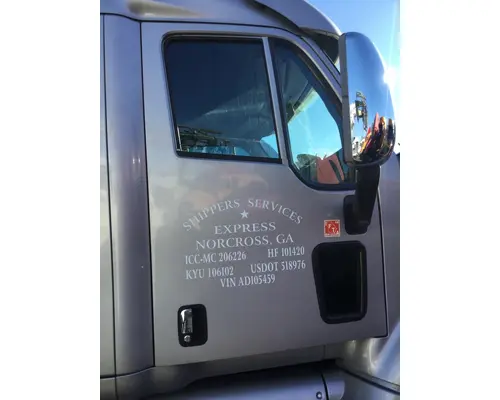 SHIPPERS SERVICES
EXPRESS
NORCROSS, GA
ICC-MC 206226 HF 101420
KYU 106102 USDOT 518976
VIN AD105459